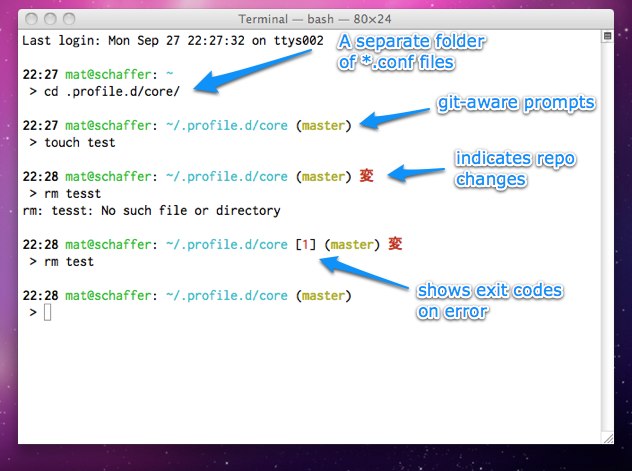 Terminal — bash — 80×24
Last login: Mon Sep 27 22:27:32 on ttys002
A separate folder
of *.conf files
22:27 mat@schaffer: ~
> cd .profile.d/core/
git-aware prompts
22:27 mat@schaffer: ~/.profile.d/core (master)
> touch test
indicates repo
changes
22:28 mat@schaffer: ~/.profile.d/core (master) 変
> rm tesst
rm: tesst: No such file or directory
22:28 mat@schaffer: ~/.profile.d/core [1] (master) 変
> rm test
shows exit codes
on error
22:28 mat@schaffer: ~/.profile.d/core (master)
>